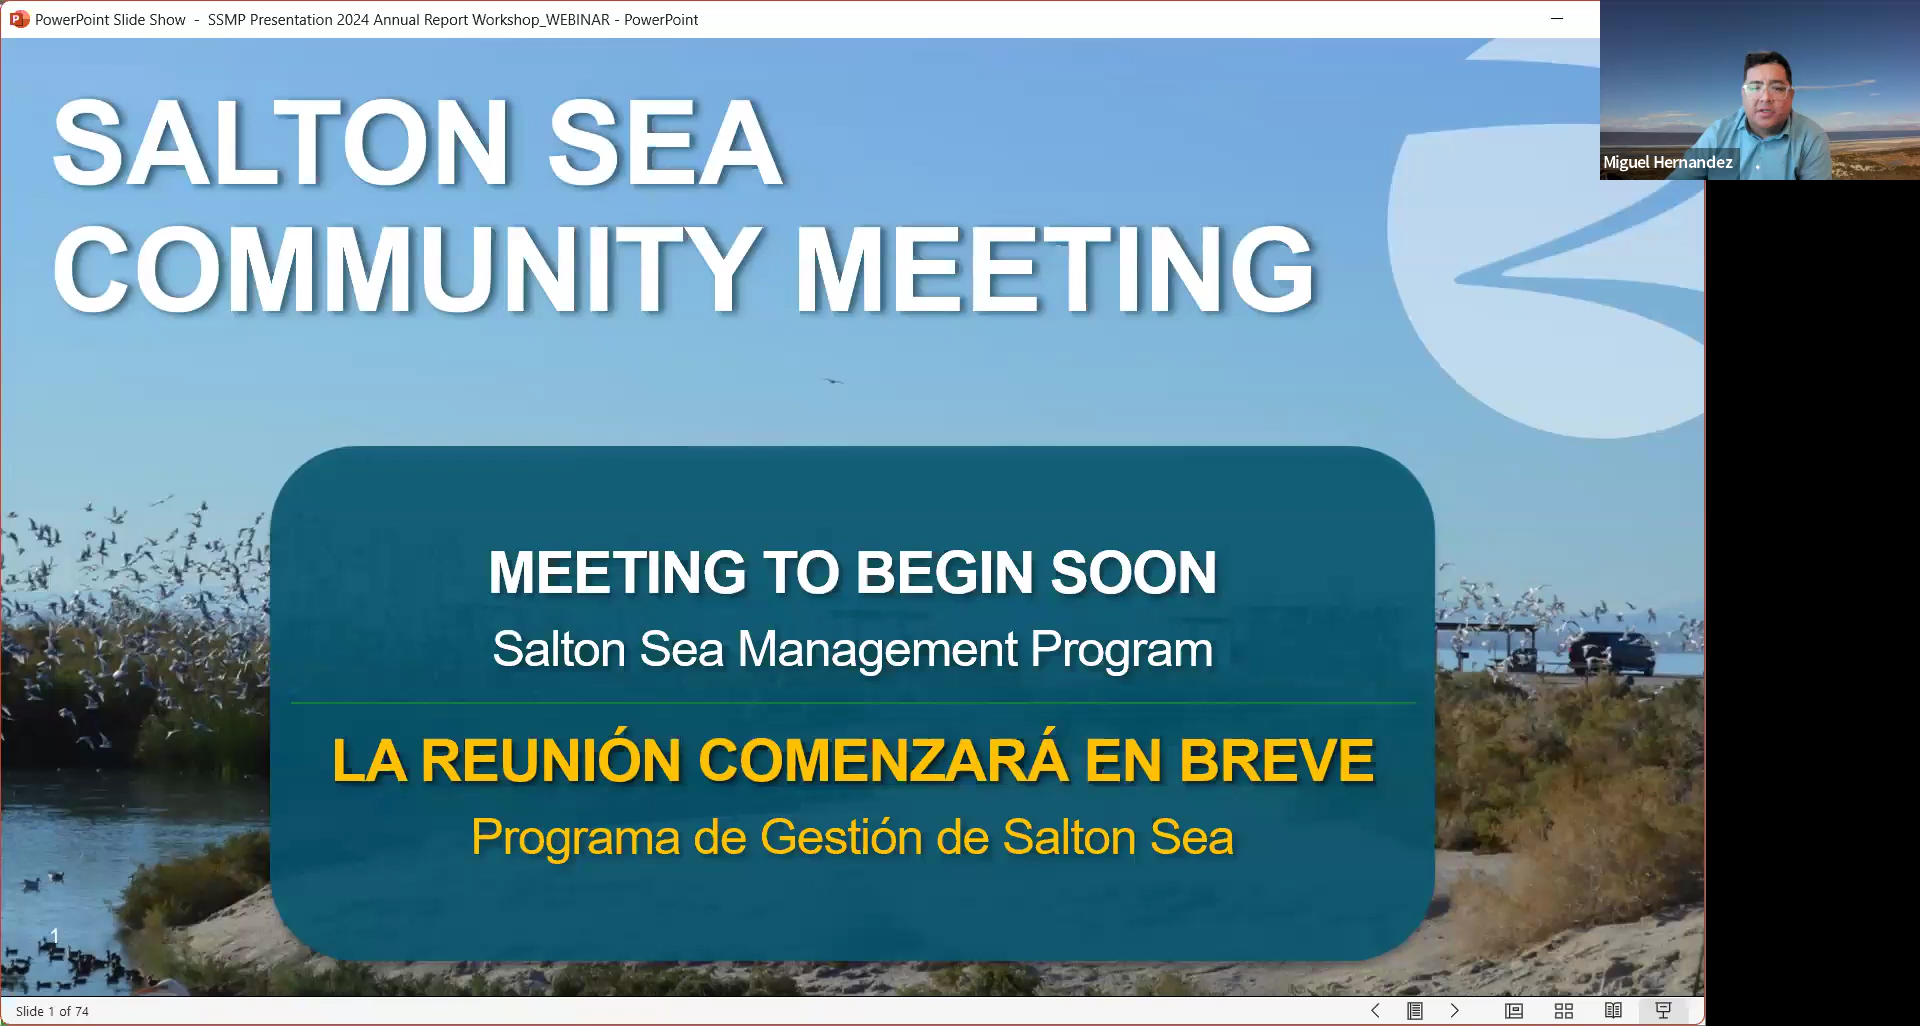 PowerPoint Slide Show - SSMP Presentation 2024 Annual Report Workshop_WEBINAR - PowerPoint
Miguel Hernandez
SALTON SEA
COMMUNITY MEETING
MEETING TO BEGIN SOON
Salton Sea Management Program
LA REUNIÓN COMENZARÁ EN BREVE
Programa de Gestión de Salton Sea
1
Slide 1 of 74